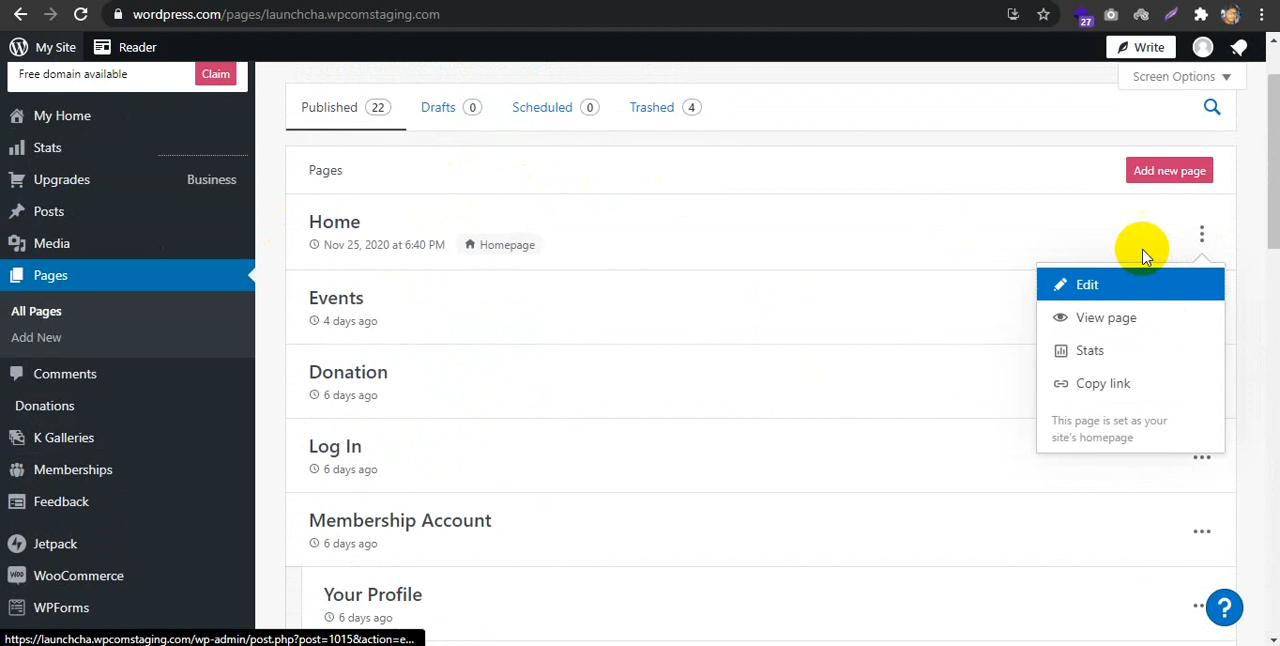 wordpress.com/pages/launchcha.wpcomstaging.com
27
My Site
Reader
Write
Free domain available
Claim
My Home
Stats
Upgrades
Business
Posts
Media
Pages
All Pages
Add New
Comments
Donations
K Galleries
Memberships
Feedback
Jetpack
WOO
WooCommerce
WPForms
https://launchcha.wpcomstaging.com/wp-admin/post.php?post=1015&action=e...
Screen Options
Published 22
Drafts 0
Scheduled 0
Trashed 4
Pages
Add new page
Home
Nov 25, 2020 at 6:40 PM
Homepage
Events
4 days ago
Donation
6 days ago
Log In
6 days ago
Membership Account
6 days ago
Your Profile
6 days ago
Edit
View page
Stats
Copy link
This page is set as your
site's homepage
?